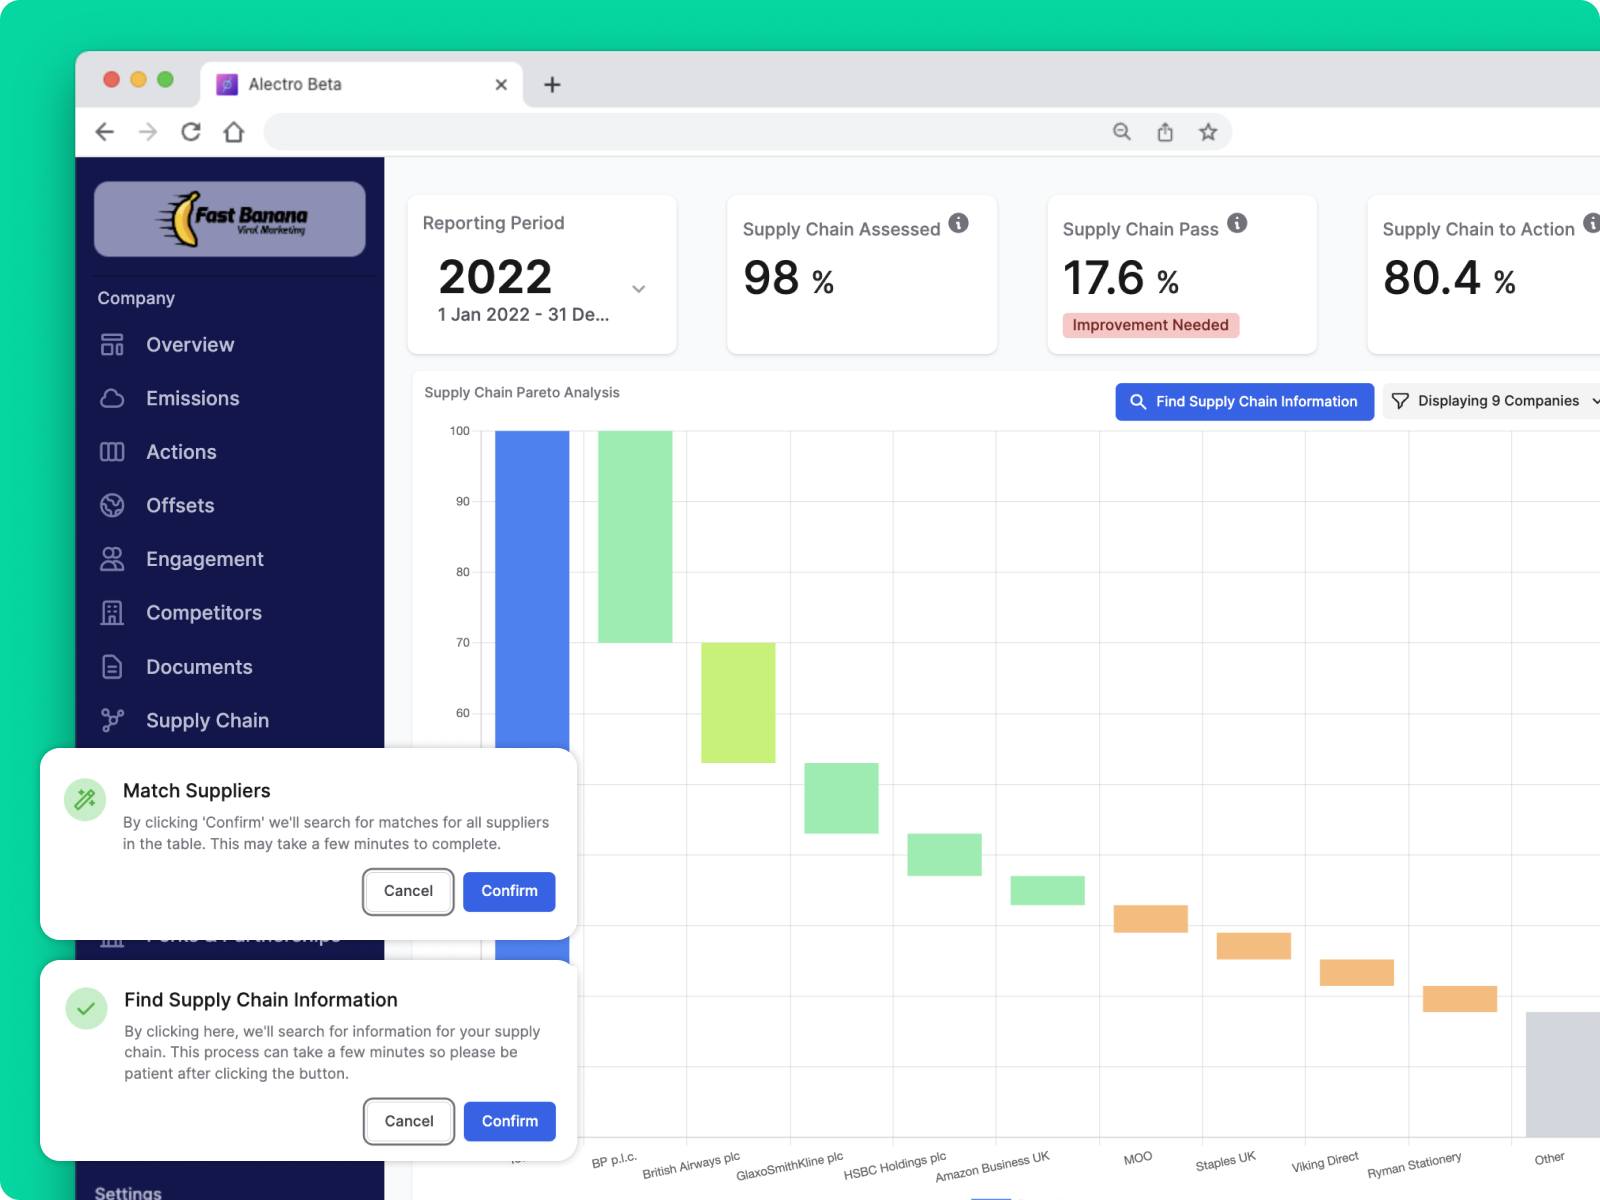 Alectro Beta
Fast Banana
Viral Marketing
Company
Overview
Emissions
Actions
Offsets
Engagement
Competitors
Documents
Supply Chain
Settings
Reporting Period
2022
1 Jan 2022 - 31 De...
Supply Chain Assessed
98 %
Supply Chain Pass
17.6 %
Improvement Needed
Supply Chain to Action
80.4 %
Supply Chain Pareto Analysis
Find Supply Chain Information
Displaying 9 Companies
100
90
80
70
60
BP p.l.c.
British Airways plc
GlaxoSmithKline plc
HSBC Holdings plc
Amazon Business UK
MOO
Staples UK
Viking Direct
Ryman Stationery
Other
Match Suppliers
By clicking 'Confirm' we'll search for matches for all suppliers
in the table. This may take a few minutes to complete.
Cancel
Confirm
Find Supply Chain Information
By clicking here, we'll search for information for your supply
chain. This process can take a few minutes so please be
patient after clicking the button.
Cancel
Confirm